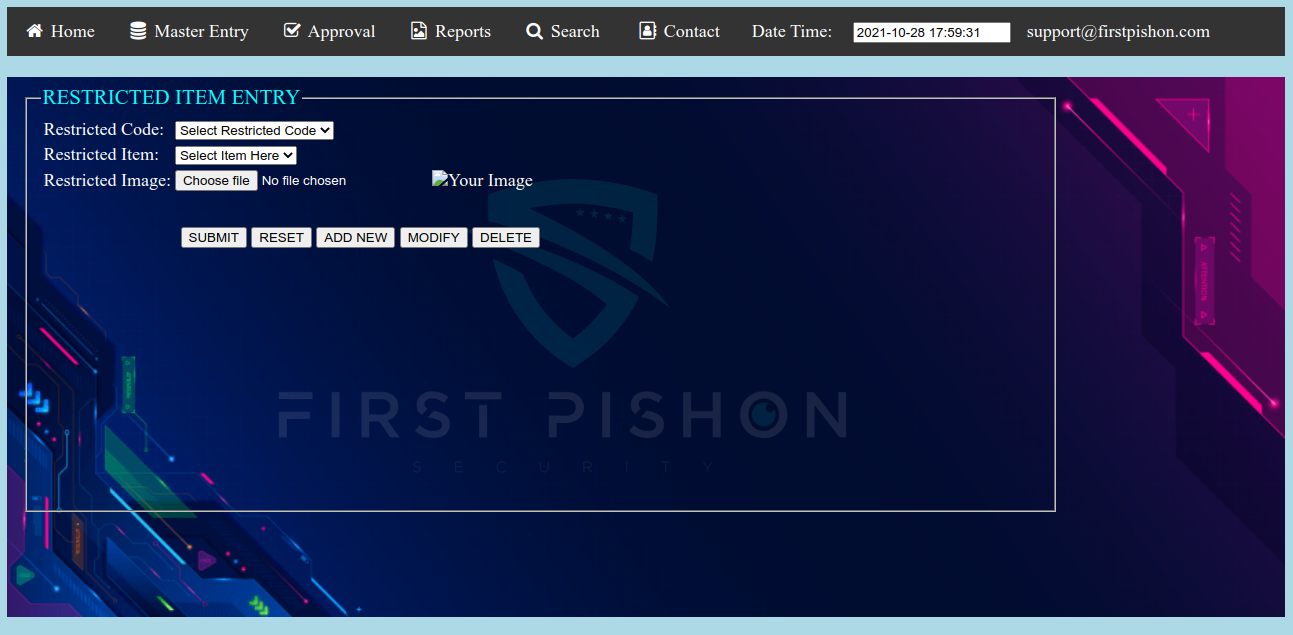 Home Master Entry Approval Reports Search Contact Date Time: 2021-10-28 17:59:31 support@firstpishon.com
RESTRICTED ITEM ENTRY
Restricted Code: Select Restricted Code
Restricted Item: Select Item Here
Restricted Image: Choose file No file chosen Your Image
SUBMIT RESET ADD NEW MODIFY DELETE
ATTENTION
FIRST PISHON
SECURITY